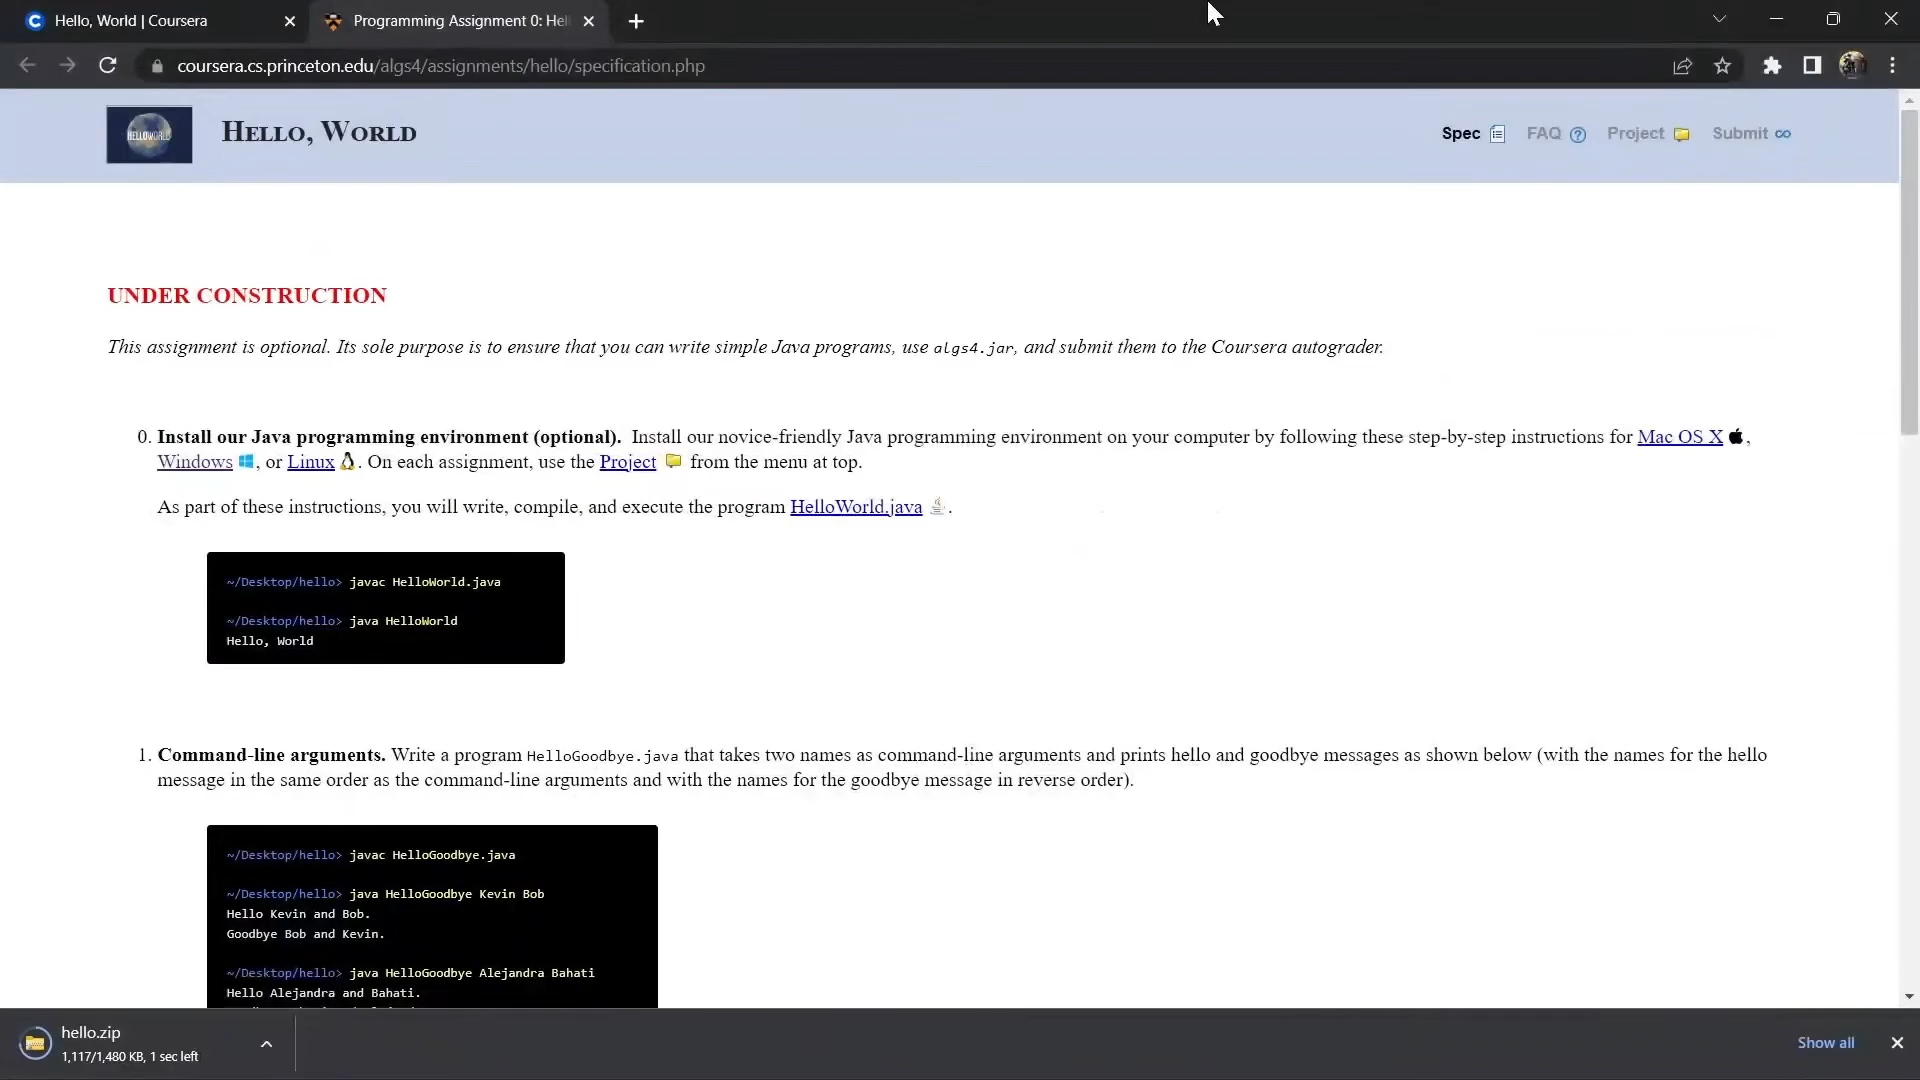 Hello, World | Coursera
Programming Assignment 0: Hel
coursera.cs.princeton.edu/algs4/assignments/hello/specification.php
HELLOWORLD
Hello, World
Spec
FAQ
Project
Submit
UNDER CONSTRUCTION
This assignment is optional. Its sole purpose is to ensure that you can write simple Java programs, use algs4.jar, and submit them to the Coursera autograder.
0. Install our Java programming environment (optional). Install our novice-friendly Java programming environment on your computer by following these step-by-step instructions for Mac OS X ,
Windows , or Linux . On each assignment, use the Project from the menu at top.
As part of these instructions, you will write, compile, and execute the program HelloWorld.java .
~/Desktop/hello> javac HelloWorld.java
~/Desktop/hello> java HelloWorld
Hello, World
1. Command-line arguments. Write a program HelloGoodbye.java that takes two names as command-line arguments and prints hello and goodbye messages as shown below (with the names for the hello
message in the same order as the command-line arguments and with the names for the goodbye message in reverse order).
~/Desktop/hello> javac HelloGoodbye.java
~/Desktop/hello> java HelloGoodbye Kevin Bob
Hello Kevin and Bob.
Goodbye Bob and Kevin.
~/Desktop/hello> java HelloGoodbye Alejandra Bahati
Hello Alejandra and Bahati.
hello.zip
1,117/1,480 KB, 1 sec left
Show all